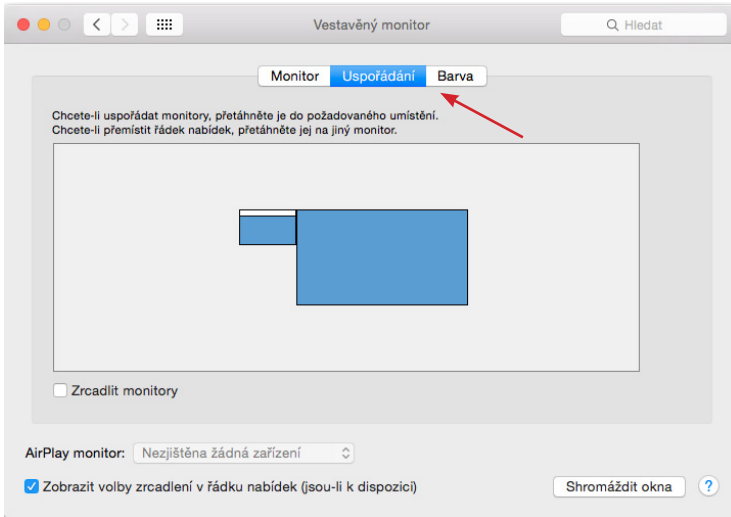 Vestavěný monitor
Hledat
Monitor Uspořádání Barva
Chcete-li uspořádat monitory, přetáhněte je do požadovaného umístění.
Chcete-li přemístit řádek nabídek, přetáhněte jej na jiný monitor.
Zrcadlit monitory
AirPlay monitor: Nezjištěna žádná zařízení
Zobrazit volby zrcadlení v řádku nabídek (jsou-li k dispozici)
Shromáždit okna ?